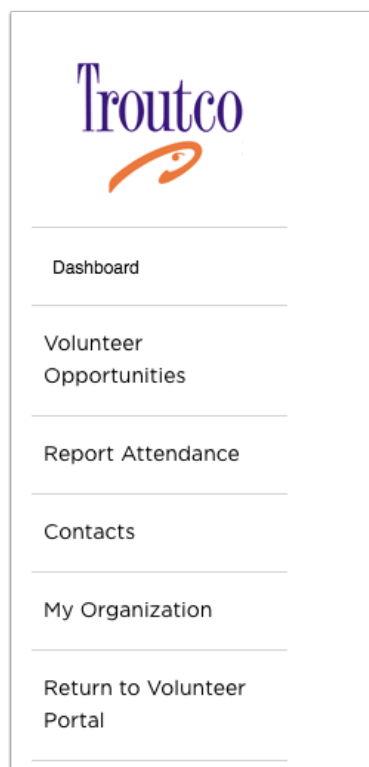 Troutco
Dashboard
Volunteer
Opportunities
Report Attendance
Contacts
My Organization
Return to Volunteer
Portal